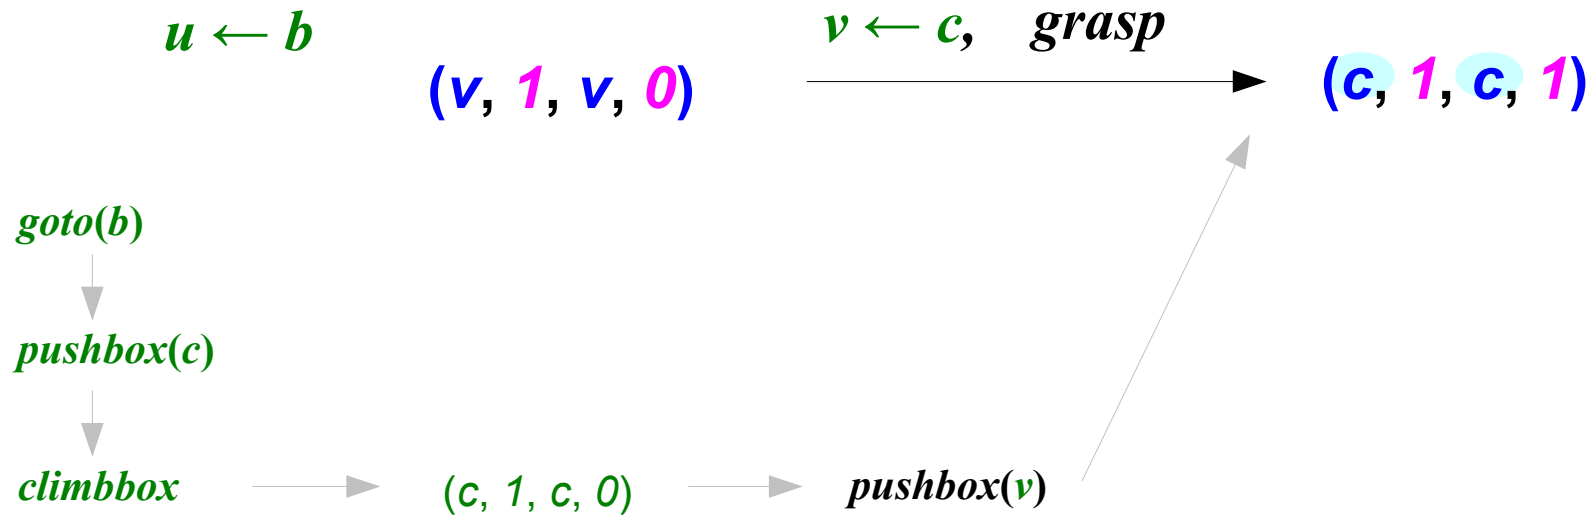 u ← b
v ← c, grasp
(v, 1, v, 0)
(c, 1, c, 1)
goto(b)
pushbox(c)
climbbox
(c, 1, c, 0)
pushbox(v)